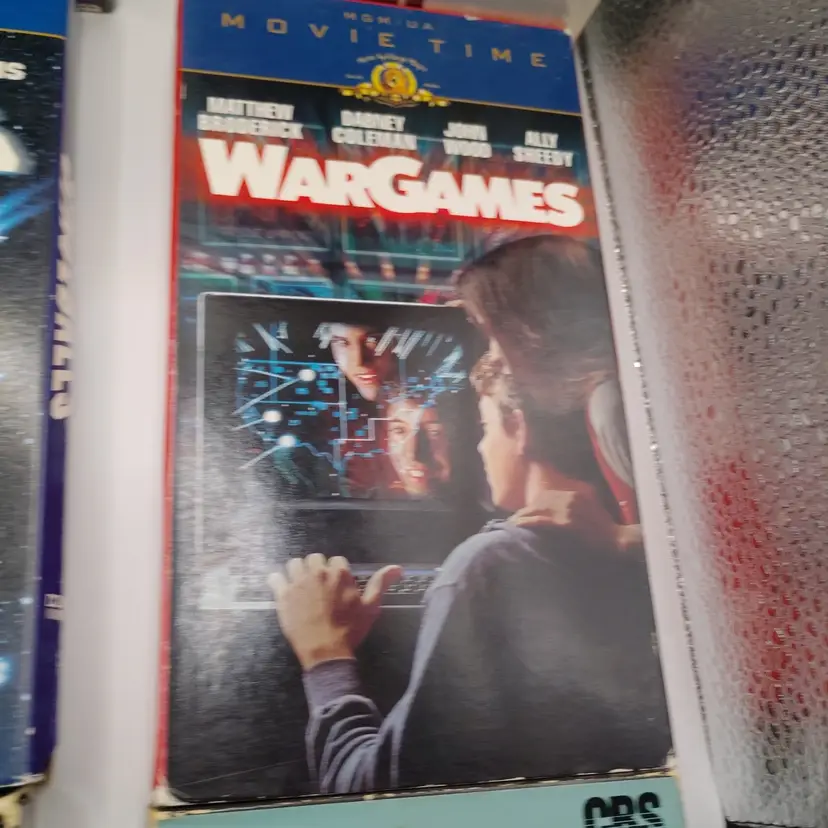 MGM/UA
MOVIE TIME
MATTHEW BRODERICK
DABNEY COLEMAN
JOHN WOOD
ALLY SHEEDY
WARGAMES
CBS